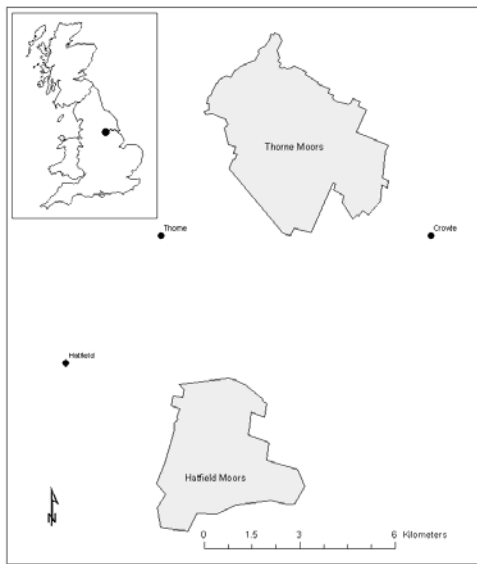 Thorne Moors
Thorne
Crowle
Hatfield
Hatfield Moors
N
0 1.5 3 6 Kilometers